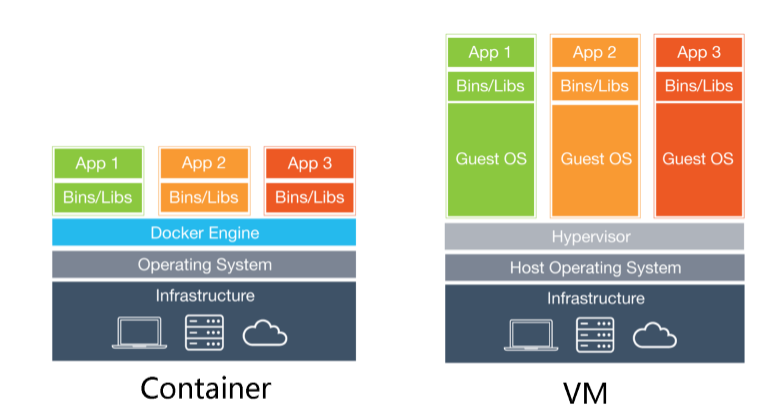 App 1
App 2
App 3
Bins/Libs
Bins/Libs
Bins/Libs
Docker Engine
Operating System
Infrastructure
Container
App 1
App 2
App 3
Bins/Libs
Bins/Libs
Bins/Libs
Guest OS
Guest OS
Guest OS
Hypervisor
Host Operating System
Infrastructure
VM